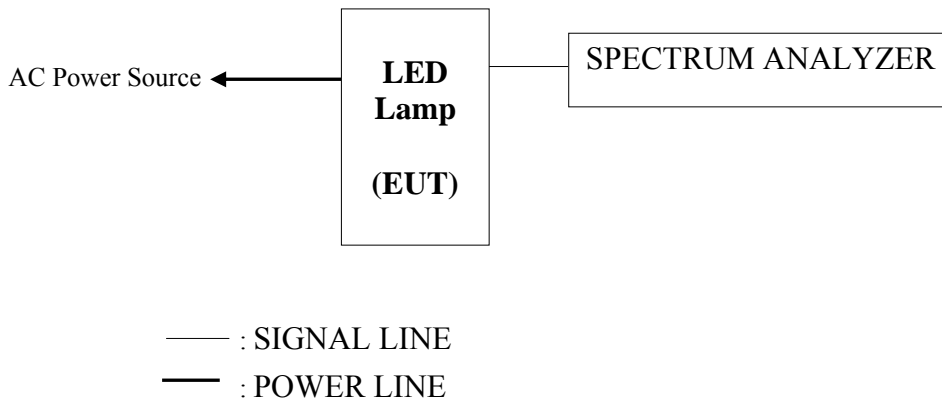 AC Power Source
LED
Lamp
(EUT)
SPECTRUM ANALYZER
: SIGNAL LINE
: POWER LINE